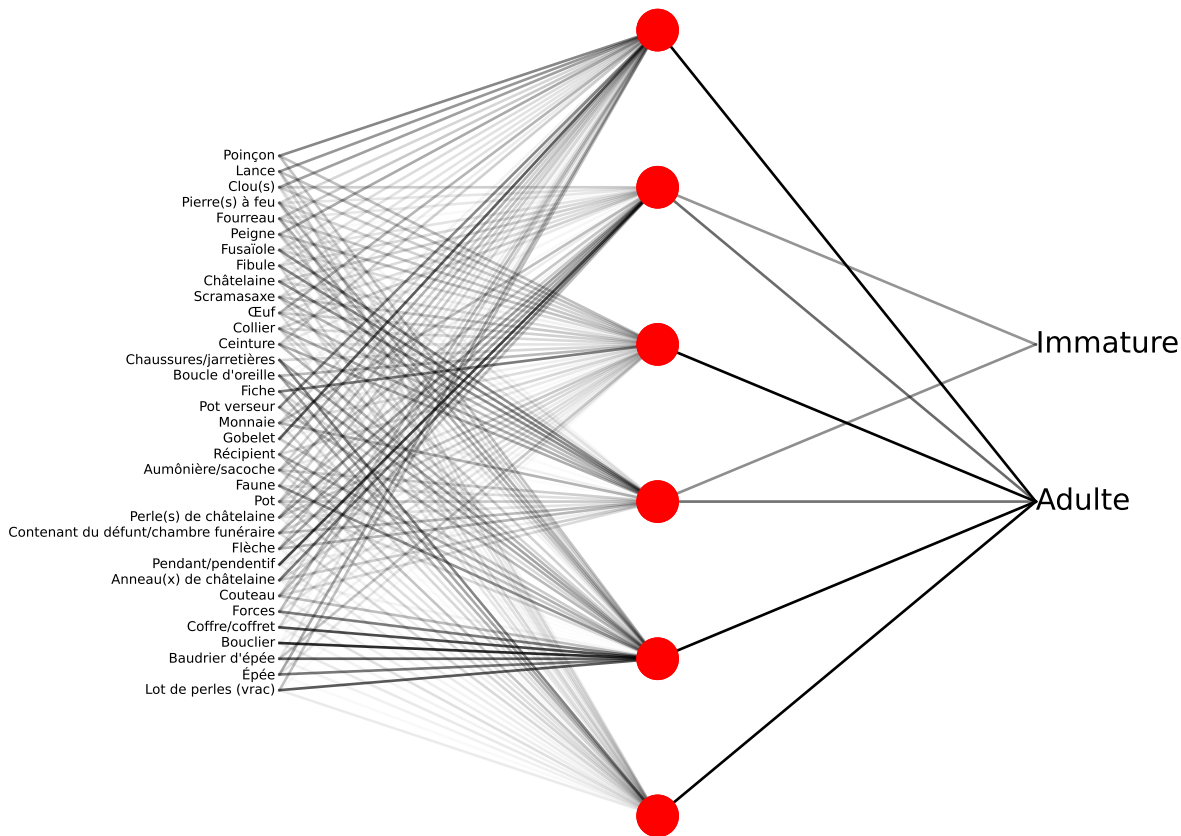 Poinçon
Lance
Clou(s)
Pierre(s) à feu
Fourreau
Peigne
Fusaïole
Fibule
Châtelaine
Scramasaxe
Œuf
Collier
Ceinture
Chaussures/jarretières
Boucle d'oreille
Fiche
Pot verseur
Monnaie
Gobelet
Récipient
Aumônière/sacoche
Faune
Pot
Perle(s) de châtelaine
Contenant du défunt/chambre funéraire
Flèche
Pendant/pendentif
Anneau(x) de châtelaine
Couteau
Forces
Coffre/coffret
Bouclier
Baudrier d'épée
Épée
Lot de perles (vrac)
Immature
Adulte